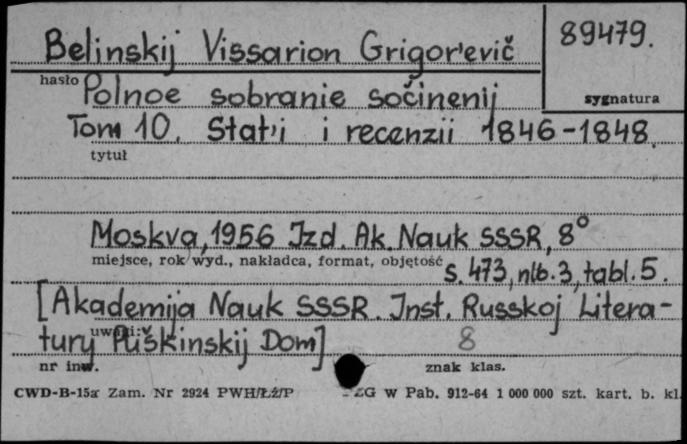 Belinskij Vissarion Grigor'evič
89479.
hasło
Polnoe sobranie sočinenij
sygnatura
Tom 10. Stat'i i recenzii 1846-1848.
tytuł
Moskva, 1956 Izd. Ak. Nauk SSSR, 8°
miejsce, rok wyd., nakładca, format, objętość
s. 473, nlb. 3, tabl. 5.
[Akademija Nauk SSSR. Inst. Russkoj Litera-
tury Puškinskij Dom]
uwagi:
8
nr inw.
znak klas.
CWD-B-15a Zam. Nr 2924 PWH/Łż/P
ZG w Pab. 912-64 1 000 000 szt. kart. b. kl.